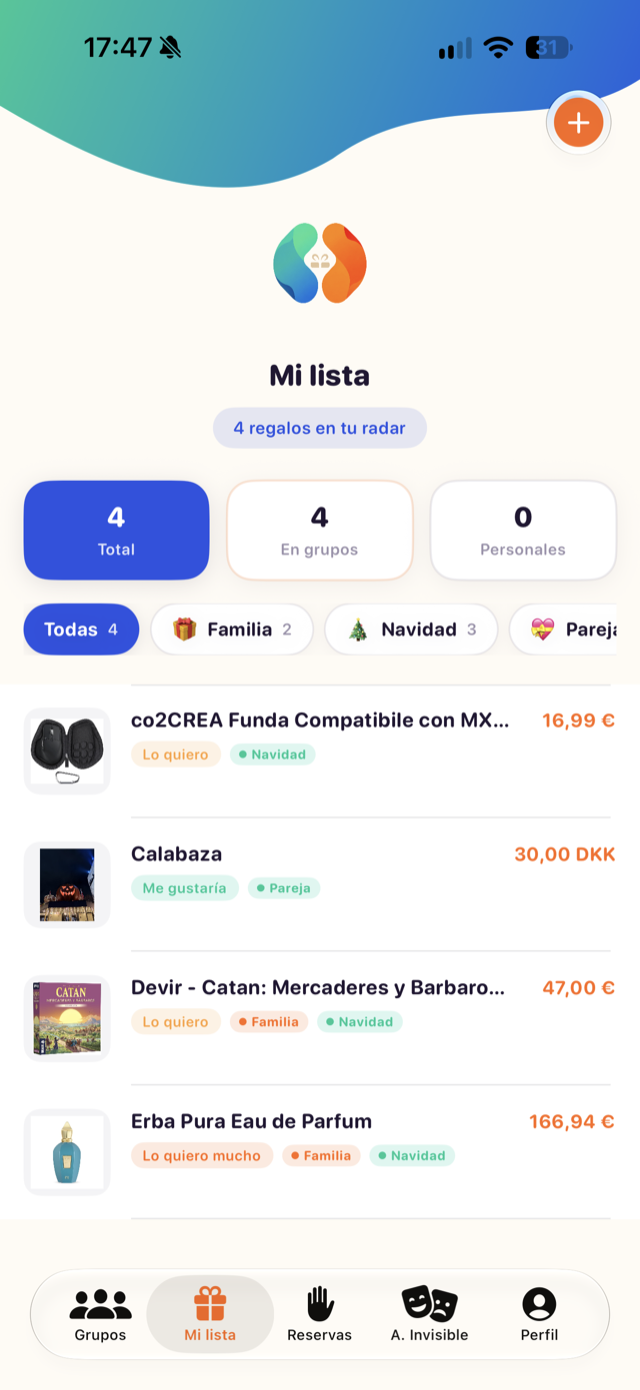 17:47
31
Mi lista
4 regalos en tu radar
4
Total
4
En grupos
0
Personales
Todas 4
Familia 2
Navidad 3
Pareja
co2CREA Funda Compatibile con MX... 16,99 €
Lo quiero Navidad
Calabaza 30,00 DKK
Me gustaría Pareja
CATAN
Devir - Catan: Mercaderes y Barbaro... 47,00 €
Lo quiero Familia Navidad
Erba Pura Eau de Parfum 166,94 €
Lo quiero mucho Familia Navidad
Grupos
Mi lista
Reservas
A. Invisible
Perfil